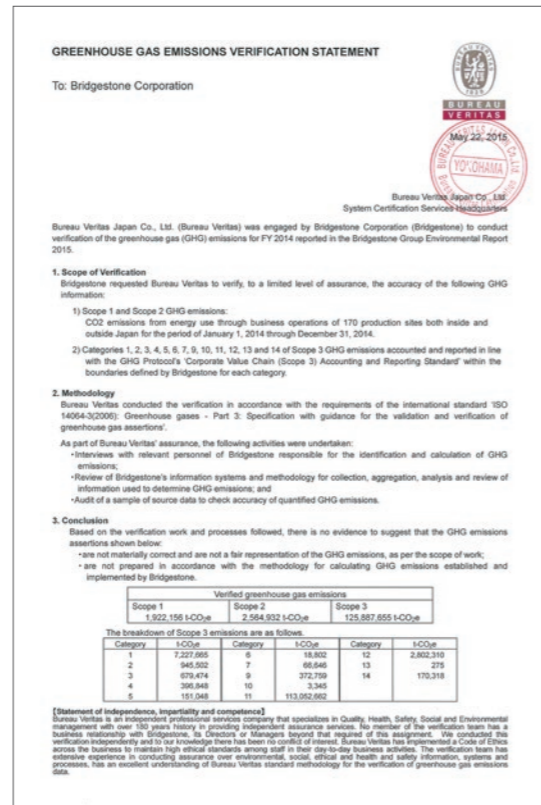 GREENHOUSE GAS EMISSIONS VERIFICATION STATEMENT
To: Bridgestone Corporation
1828
BUREAU
VERITAS
May 22, 2015
YOKOHAMA
Bureau Veritas Japan Co., Ltd.
System Certification Services Headquarters
Bureau Veritas Japan Co., Ltd. (Bureau Veritas) was engaged by Bridgestone Corporation (Bridgestone) to conduct
verification of the greenhouse gas (GHG) emissions for FY 2014 reported in the Bridgestone Group Environmental Report
2015.
1. Scope of Verification
Bridgestone requested Bureau Veritas to verify, to a limited level of assurance, the accuracy of the following GHG
information:
1) Scope 1 and Scope 2 GHG emissions:
CO2 emissions from energy use through business operations of 170 production sites both inside and
outside Japan for the period of January 1, 2014 through December 31, 2014.
2) Categories 1, 2, 3, 4, 5, 6, 7, 9, 10, 11, 12, 13 and 14 of Scope 3 GHG emissions accounted and reported in line
with the GHG Protocol's 'Corporate Value Chain (Scope 3) Accounting and Reporting Standard' within the
boundaries defined by Bridgestone for each category.
2. Methodology
Bureau Veritas conducted the verification in accordance with the requirements of the international standard 'ISO
14064-3(2006): Greenhouse gases - Part 3: Specification with guidance for the validation and verification of
greenhouse gas assertions'.
As part of Bureau Veritas' assurance, the following activities were undertaken:
・Interviews with relevant personnel of Bridgestone responsible for the identification and calculation of GHG
emissions;
・Review of Bridgestone's information systems and methodology for collection, aggregation, analysis and review of
information used to determine GHG emissions; and
・Audit of a sample of source data to check accuracy of quantified GHG emissions.
3. Conclusion
Based on the verification work and processes followed, there is no evidence to suggest that the GHG emissions
assertions shown below:
・are not materially correct and are not a fair representation of the GHG emissions, as per the scope of work;
・are not prepared in accordance with the methodology for calculating GHG emissions established and
implemented by Bridgestone.
Verified greenhouse gas emissions
Scope 1 Scope 2 Scope 3
1,922,156 t-CO₂e 2,564,932 t-CO₂e 125,887,655 t-CO₂e
The breakdown of Scope 3 emissions are as follows.
Category t-CO₂e Category t-CO₂e Category t-CO₂e
1 7,227,665 6 18,802 12 2,802,310
2 945,502 7 68,646 13 275
3 679,474 9 372,759 14 170,318
4 396,848 10 3,345
5 151,048 11 113,052,662
【Statement of independence, impartiality and competence】
Bureau Veritas is an independent professional services company that specializes in Quality, Health, Safety, Social and Environmental
management with over 180 years history in providing independent assurance services. No member of the verification team has a
business relationship with Bridgestone, its Directors or Managers beyond that required of this assignment. We conducted this
verification independently and to our knowledge there has been no conflict of interest. Bureau Veritas has implemented a Code of Ethics
across the business to maintain high ethical standards among staff in their day-to-day business activities. The verification team has
extensive experience in conducting assurance over environmental, social, ethical and health and safety information, systems and
processes, has an excellent understanding of Bureau Veritas standard methodology for the verification of greenhouse gas emissions
data.